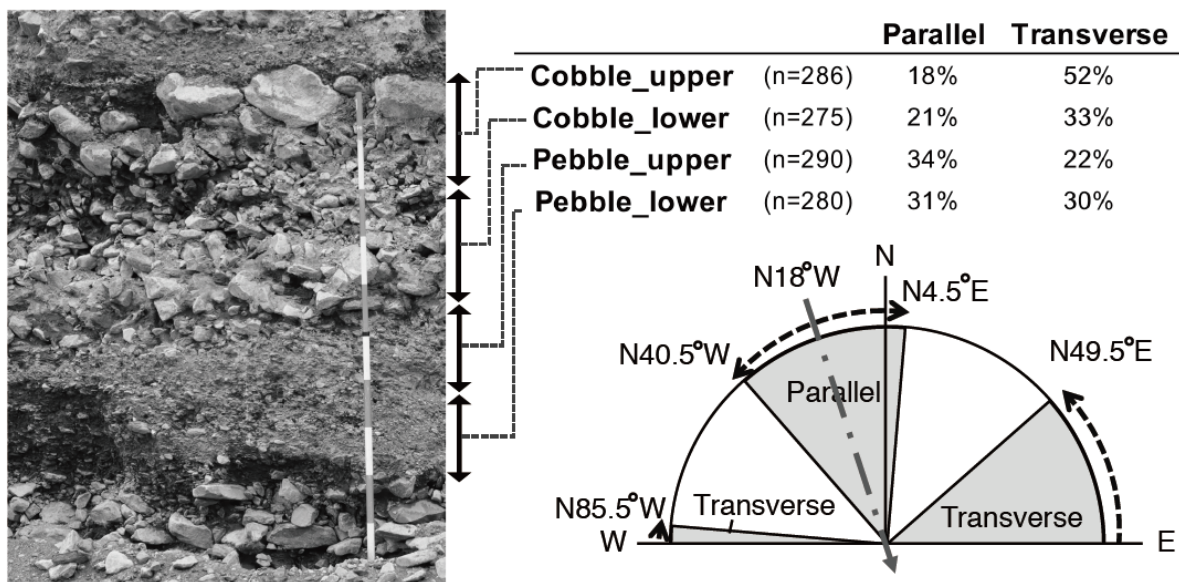 Parallel Transverse
Cobble_upper (n=286) 18% 52%
Cobble_lower (n=275) 21% 33%
Pebble_upper (n=290) 34% 22%
Pebble_lower (n=280) 31% 30%
N
N18°W
N4.5°E
N40.5°W
N49.5°E
Parallel
N85.5°W
Transverse
Transverse
W
E